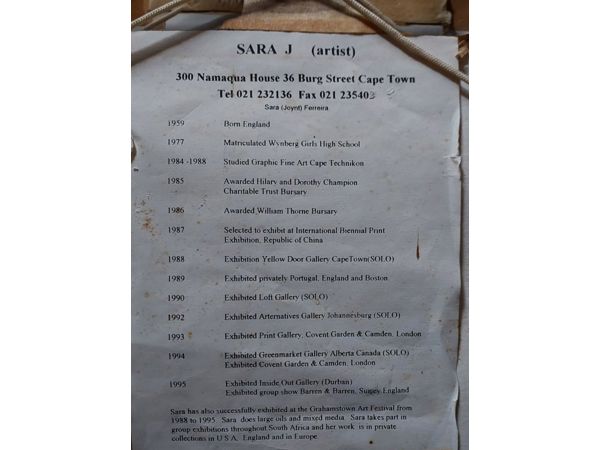 SARA J (artist)
300 Namaqua House 36 Burg Street Cape Town
Tel 021 232136 Fax 021 235403
Sara (Joynt) Ferreira
1959 Born England
1977 Matriculated Wynberg Girls High School
1984 -1988 Studied Graphic Fine Art Cape Technikon
1985 Awarded Hilary and Dorothy Champion
Charitable Trust Bursary
1986 Awarded William Thorne Bursary
1987 Selected to exhibit at International Biennial Print
Exhibition, Republic of China
1988 Exhibition Yellow Door Gallery CapeTown(SOLO)
1989 Exhibited privately Portugal, England and Boston.
1990 Exhibited Loft Gallery (SOLO)
1992 Exhibited Arternatives Gallery Johannesburg (SOLO)
1993 Exhibited Print Gallery, Covent Garden & Camden, London
1994 Exhibited Greenmarket Gallery Alberta Canada (SOLO)
Exhibited Covent Garden & Camden, London
1995 Exhibited Inside Out Gallery (Durban)
Exhibited group show Barren & Barren, England
Sara has also successfully exhibited at the Grahamstown Art Festival from
1988 to 1995. Sara does large oils and mixed media. Sara takes part in
group exhibitions throughout South Africa and her work is in private
collections in U S A, England and in Europe.